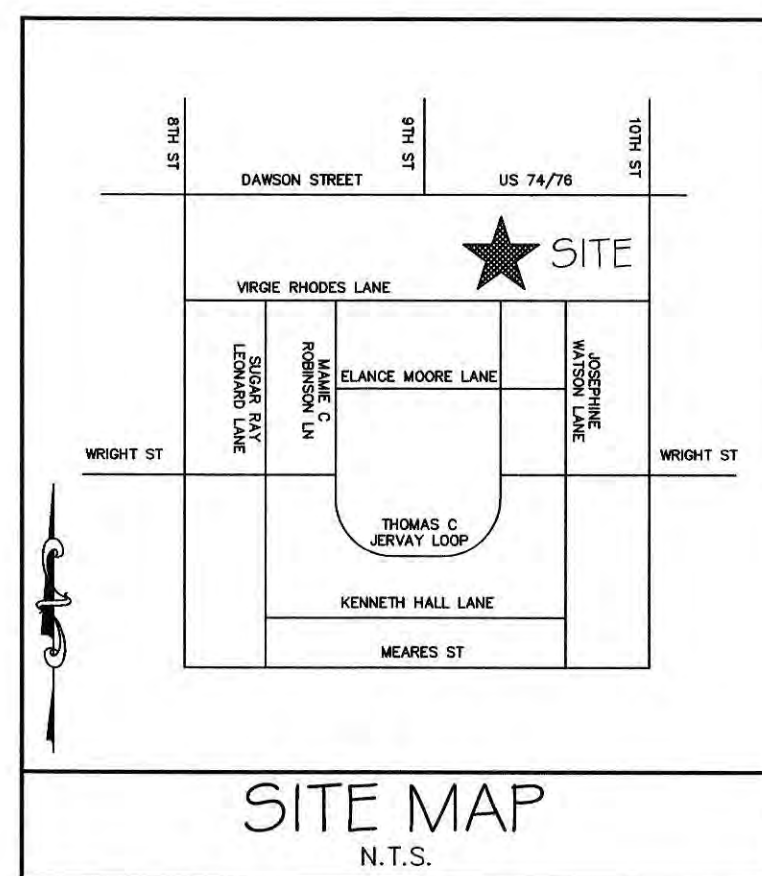 8TH ST
9TH ST
10TH ST
DAWSON STREET
US 74/76
SITE
VIRGIE RHODES LANE
SUGAR RAY
LEONARD LANE
MAMIE C
ROBINSON LN
ELANCE MOORE LANE
JOSEPHINE
WATSON LANE
WRIGHT ST
WRIGHT ST
THOMAS C
JERVAY LOOP
KENNETH HALL LANE
MEARES ST
SITE MAP
N.T.S.